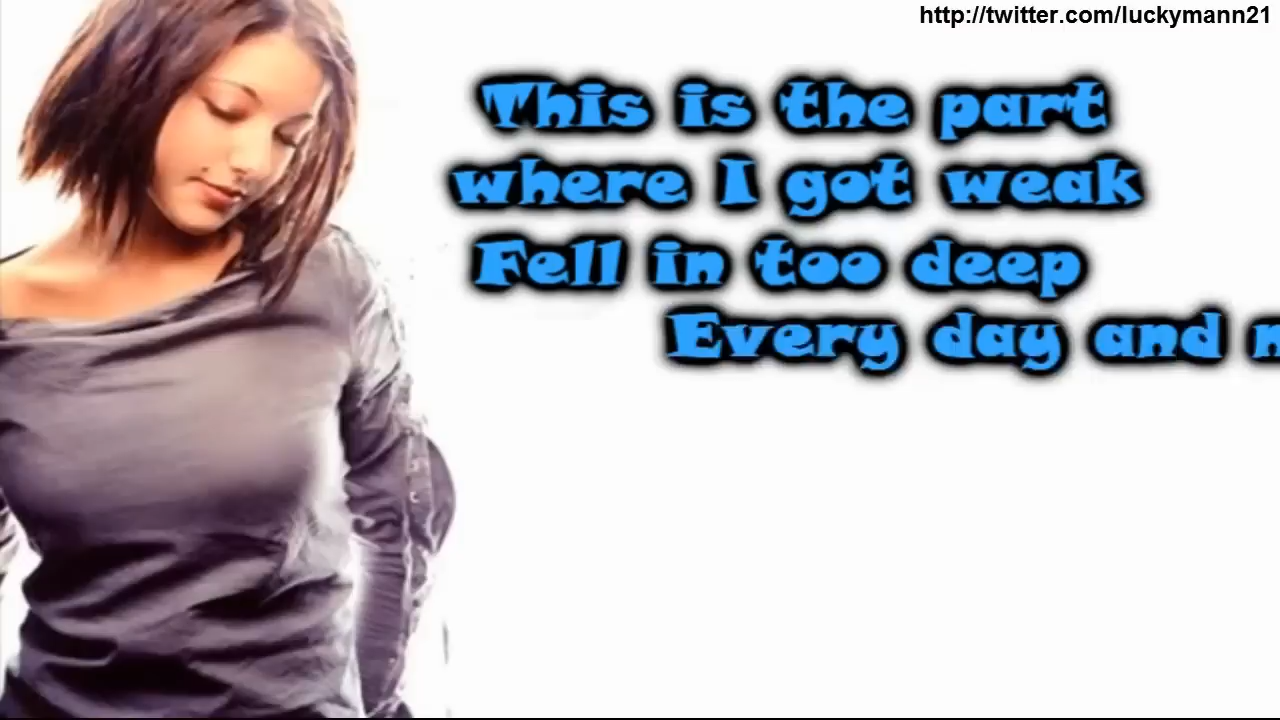 http://twitter.com/luckymann21
This is the part
where I got weak
Fell in too deep
Every day and